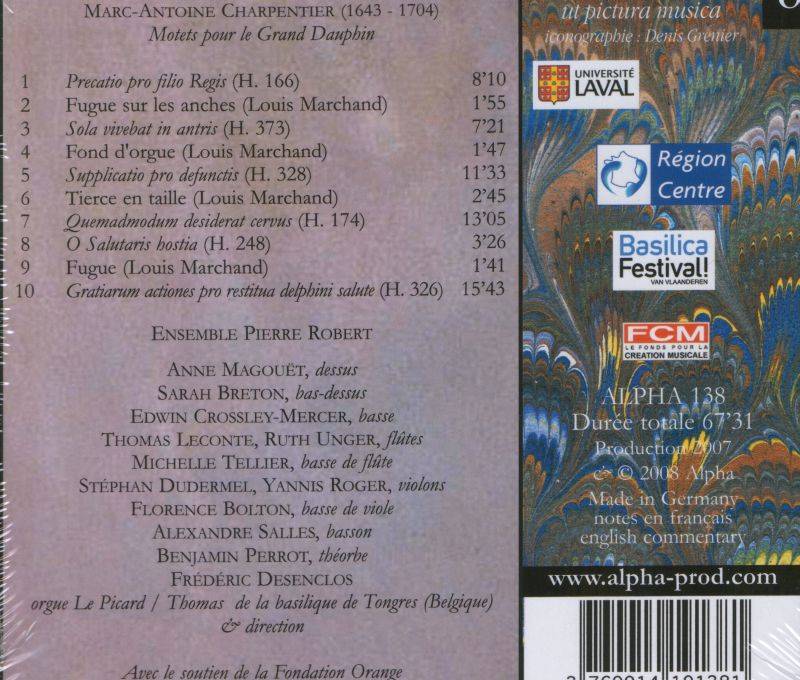 MARC-ANTOINE CHARPENTIER (1643 - 1704)
Motets pour le Grand Dauphin
1 Precatio pro filio Regis (H. 166) 8'10
2 Fugue sur les anches (Louis Marchand) 1'55
3 Sola vivebat in antris (H. 373) 7'21
4 Fond d'orgue (Louis Marchand) 1'47
5 Supplicatio pro defunctis (H. 328) 11'33
6 Tierce en taille (Louis Marchand) 2'45
7 Quemadmodum desiderat cervus (H. 174) 13'05
8 O Salutaris hostia (H. 248) 3'26
9 Fugue (Louis Marchand) 1'41
10 Gratiarum actiones pro restitua delphini salute (H. 326) 15'43
ENSEMBLE PIERRE ROBERT
ANNE MAGOUËT, dessus
SARAH BRETON, bas-dessus
EDWIN CROSSLEY-MERCER, basse
THOMAS LECONTE, RUTH UNGER, flûtes
MICHELLE TELLIER, basse de flûte
STÉPHAN DUDERMEL, YANNIS ROGER, violons
FLORENCE BOLTON, basse de viole
ALEXANDRE SALLES, basson
BENJAMIN PERROT, théorbe
FRÉDÉRIC DESENCLOS
orgue Le Picard / Thomas de la basilique de Tongres (Belgique)
& direction
Avec le soutien de la Fondation Orange
ut pictura musica
iconographie : Denis Grenier
UNIVERSITÉ
LAVAL
Région
Centre
Basilica
Festival!
VAN VLAANDEREN
FCM
LE FONDS POUR LA
CREATION MUSICALE
ALPHA 138
Durée totale 67'31
Production 2007
& © 2008 Alpha
Made in Germany
notes en français
english commentary
www.alpha-prod.com